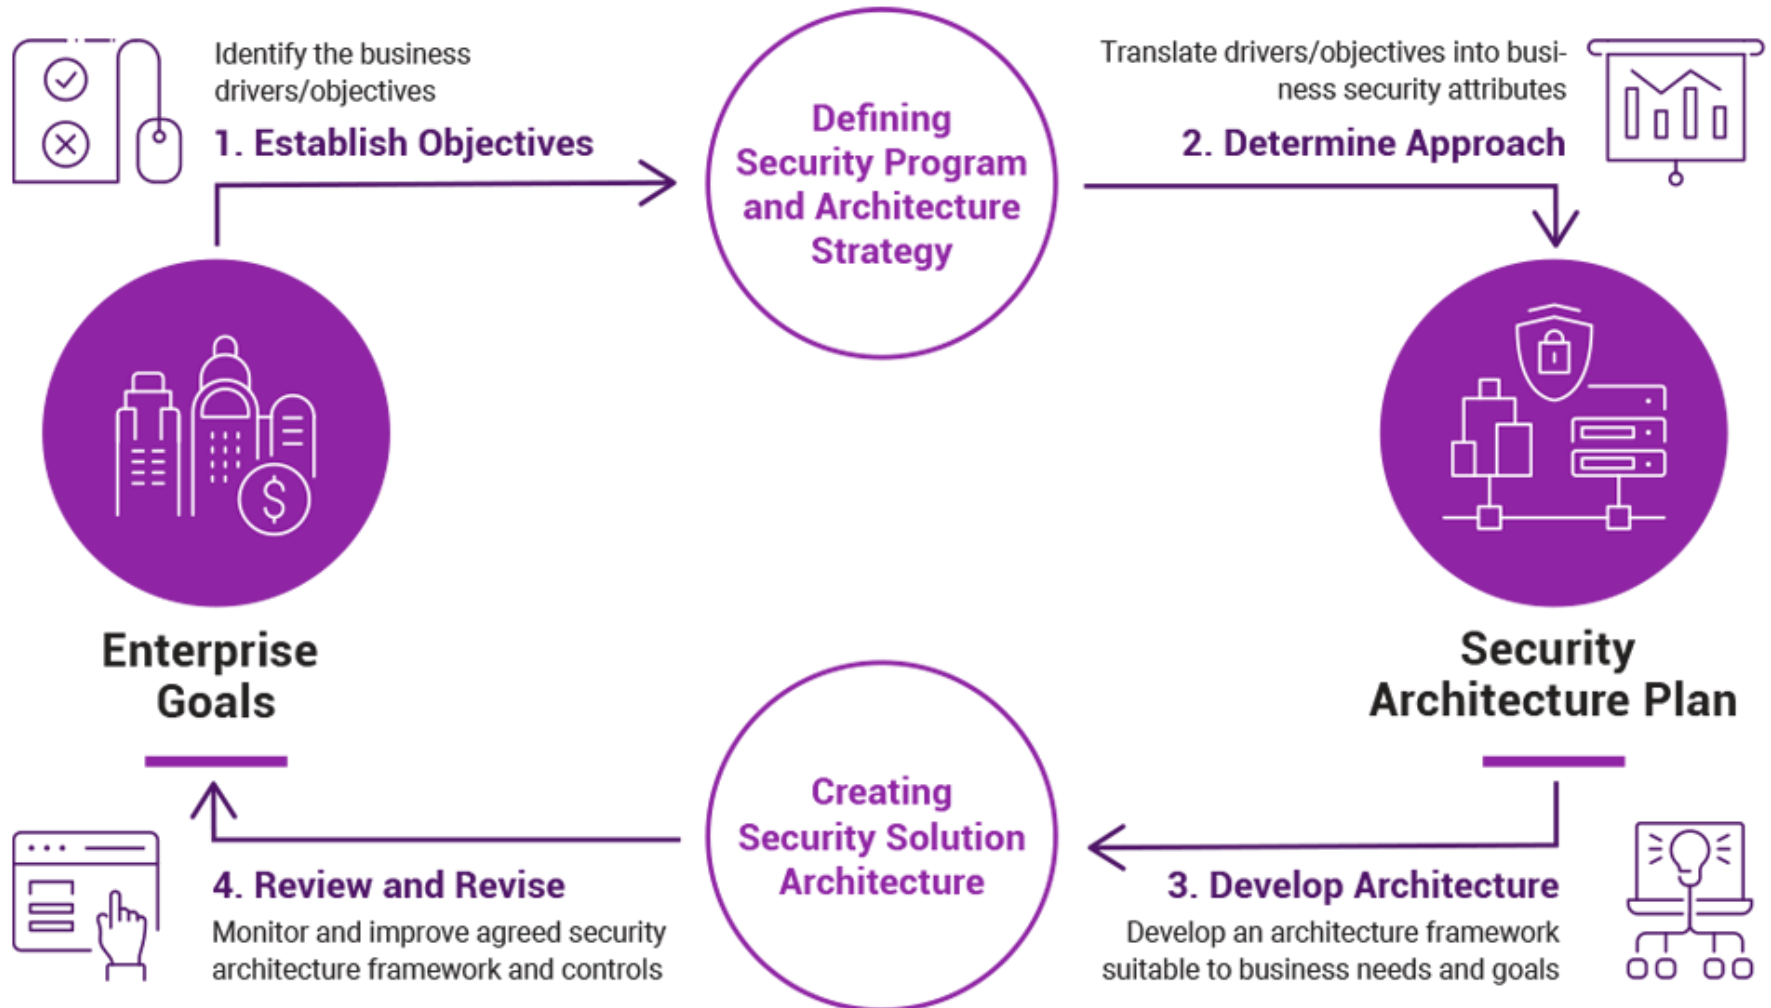 Identify the business
drivers/objectives
1. Establish Objectives
Defining
Security Program
and Architecture
Strategy
Translate drivers/objectives into busi-
ness security attributes
2. Determine Approach
$
Enterprise
Goals
Security
Architecture Plan
Creating
Security Solution
Architecture
4. Review and Revise
Monitor and improve agreed security
architecture framework and controls
3. Develop Architecture
Develop an architecture framework
suitable to business needs and goals